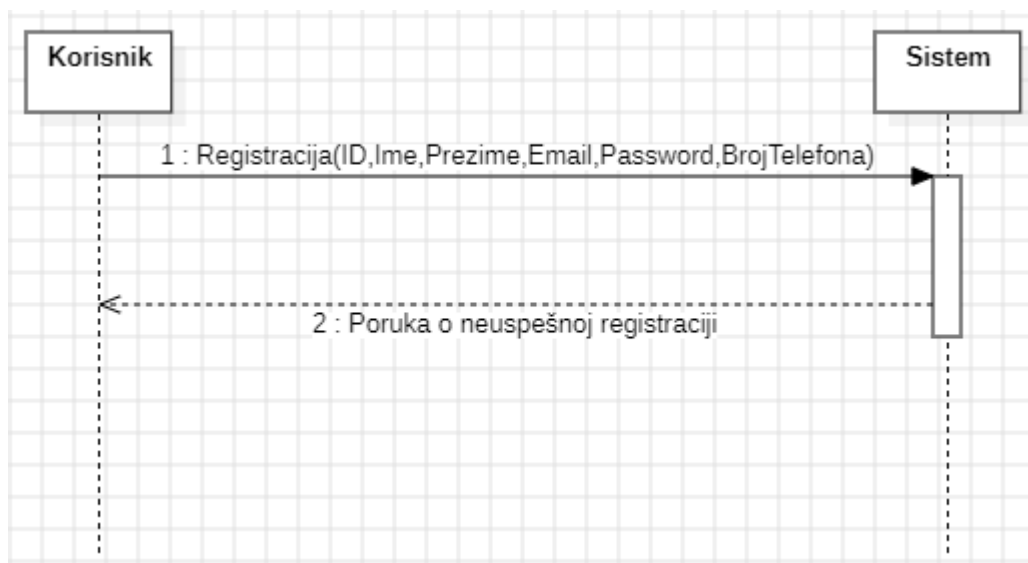 Korisnik
Sistem
1 : Registracija(ID,Ime,Prezime,Email,Password,BrojTelefona)
2 : Poruka o neuspešnoj registraciji